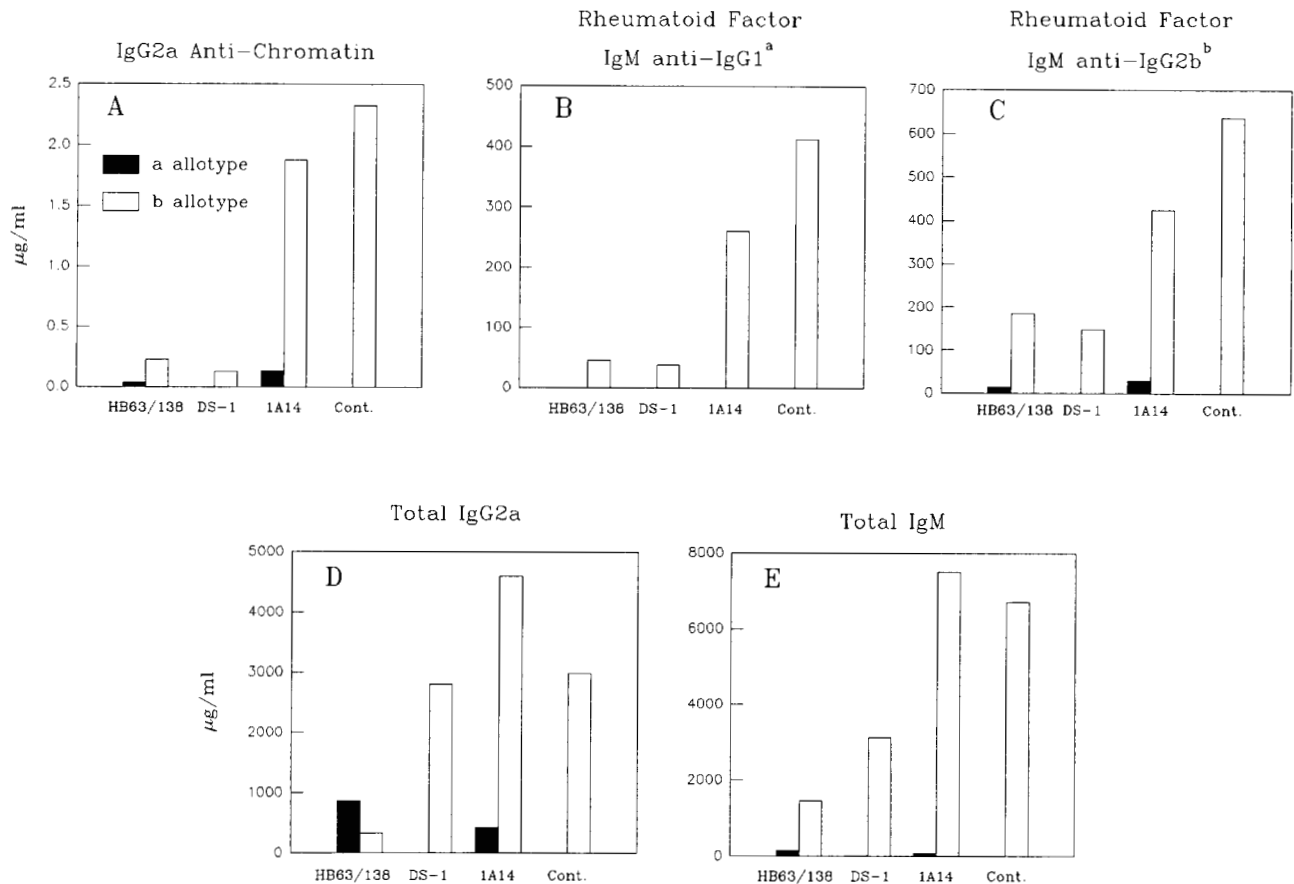 IgG2a Anti-Chromatin
Rheumatoid Factor
IgM anti-IgG1a
Rheumatoid Factor
IgM anti-IgG2bb
A
2.5
2.0
1.5
1.0
0.5
0.0
µg/ml
a allotype
b allotype
HB63/138 DS-1 1A14 Cont.
B
500
400
300
200
100
0
HB63/138 DS-1 1A14 Cont.
C
700
600
500
400
300
200
100
0
HB63/138 DS-1 1A14 Cont.
Total IgG2a
D
5000
4000
3000
2000
1000
0
µg/ml
HB63/138 DS-1 1A14 Cont.
Total IgM
E
8000
6000
4000
2000
0
HB63/138 DS-1 1A14 Cont.